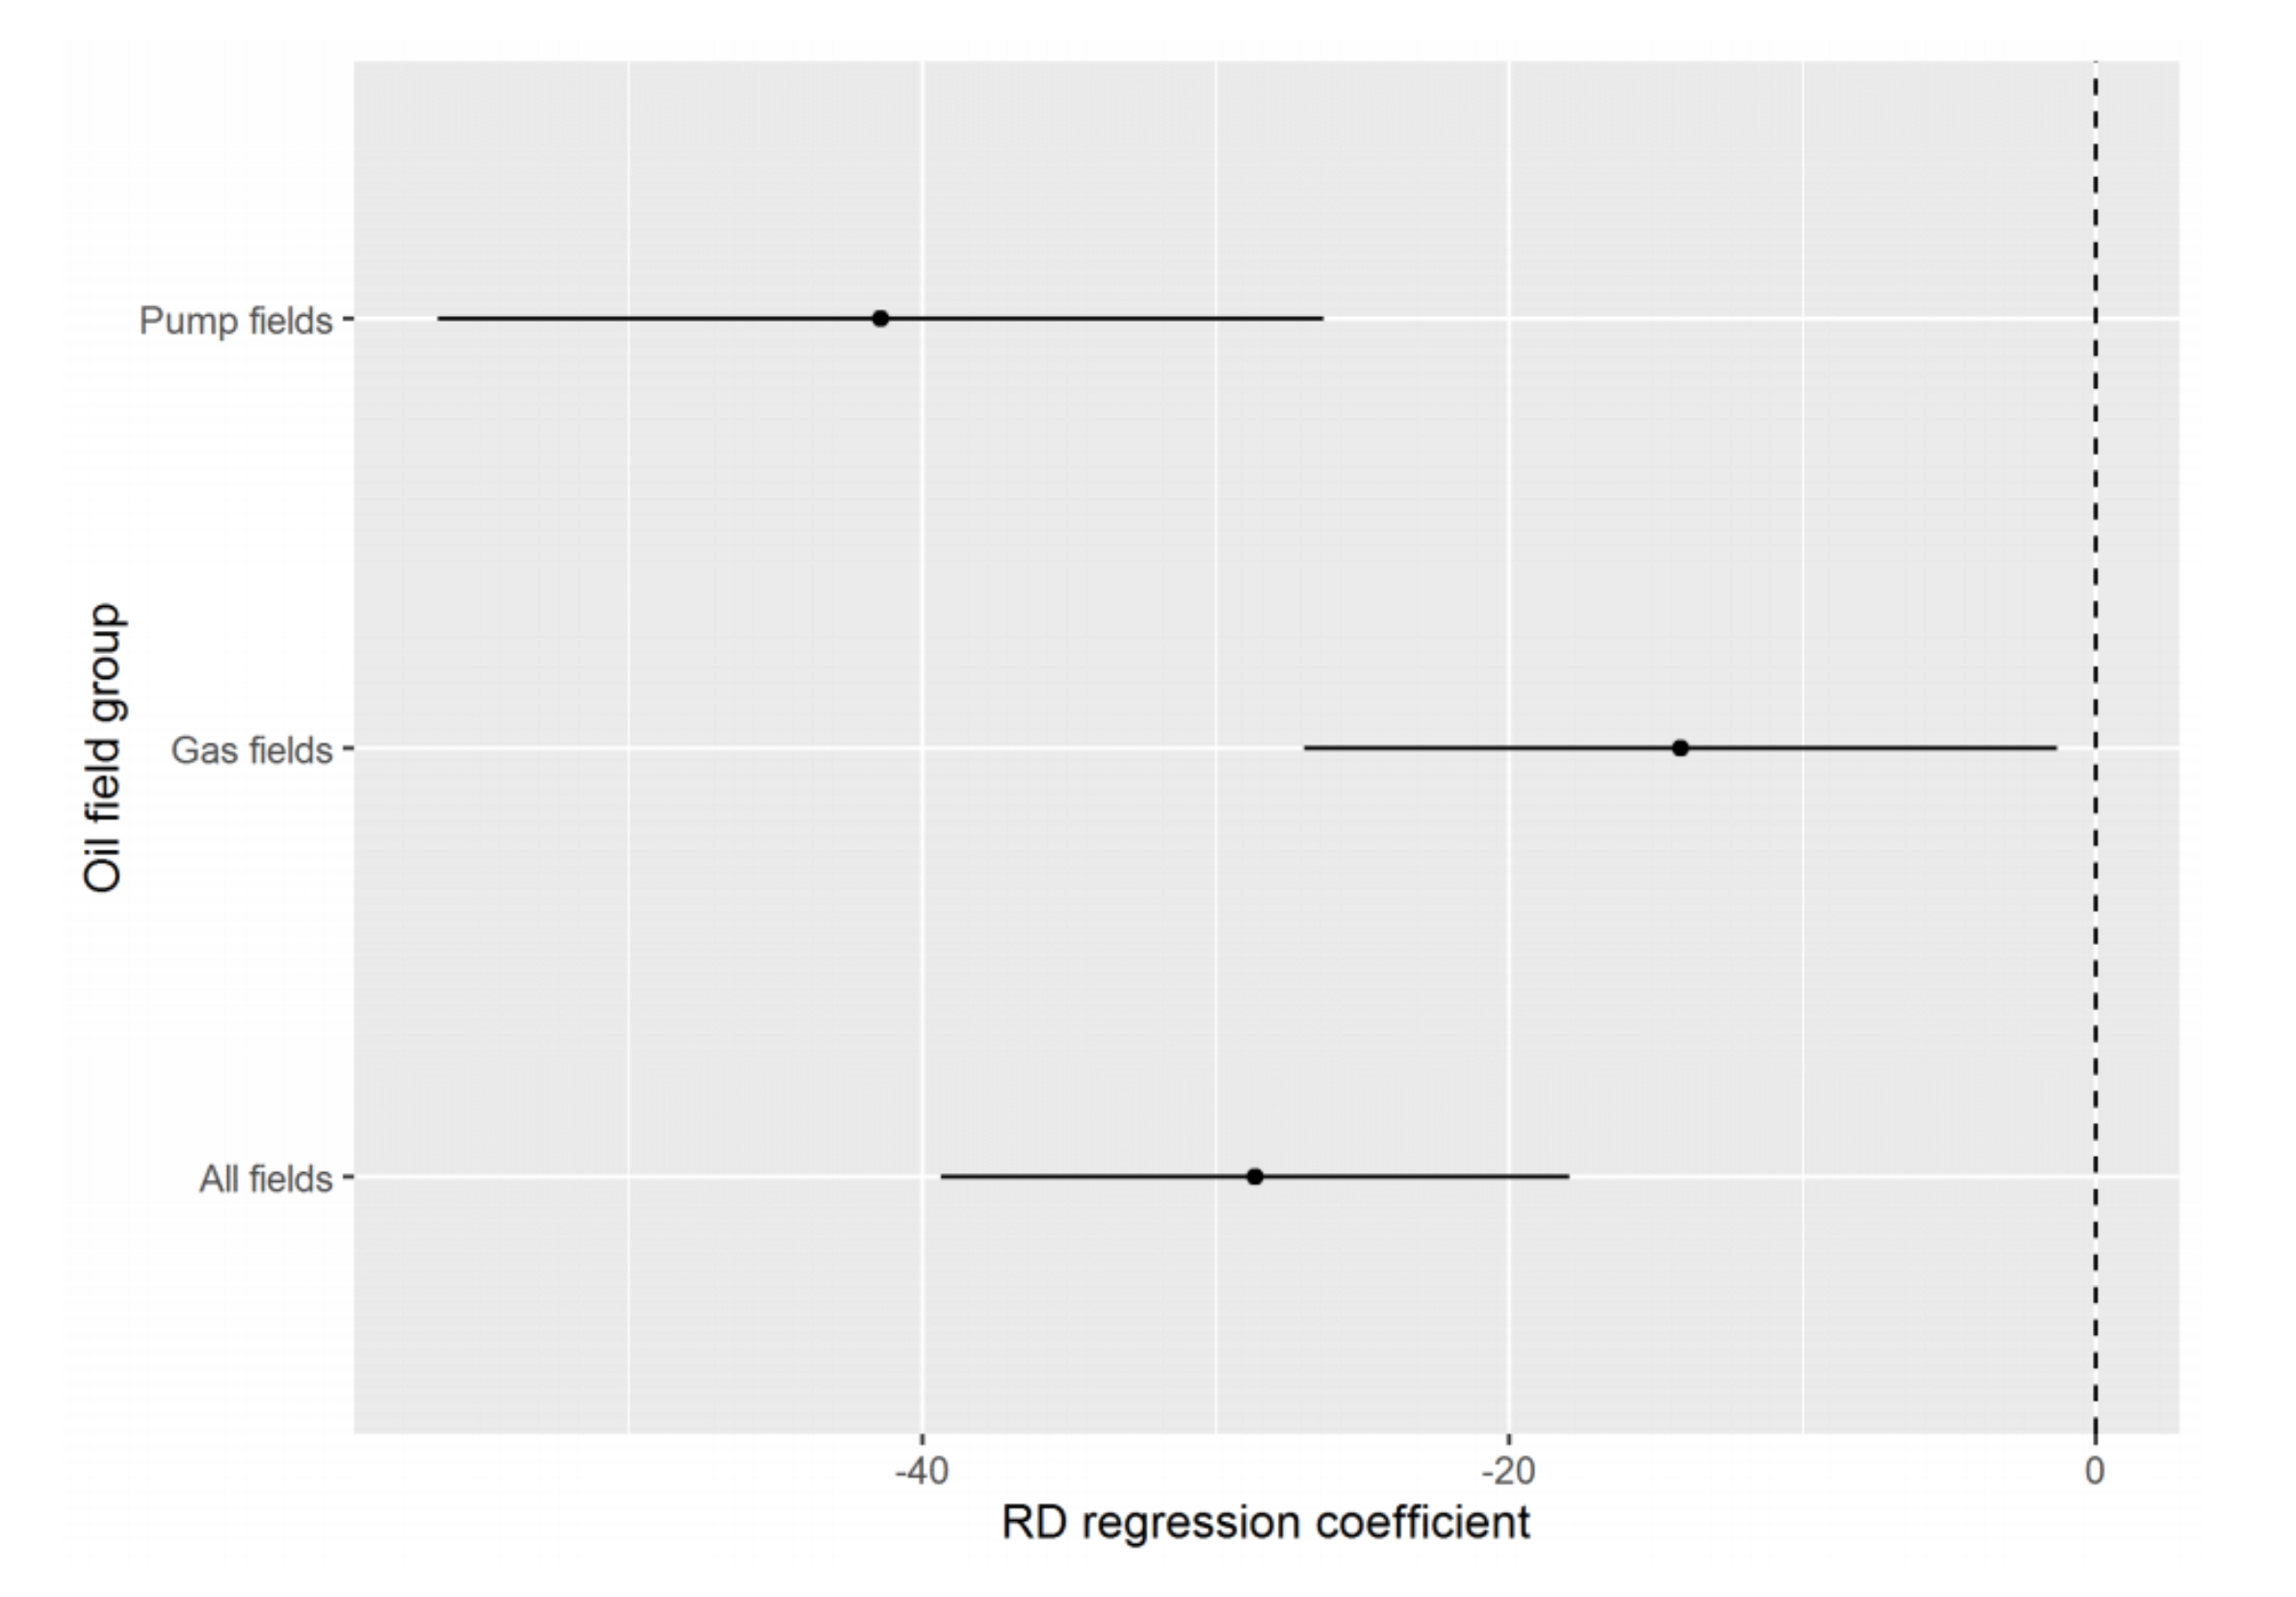 Pump fields
Gas fields
All fields
Oil field group
-40
-20
0
RD regression coefficient